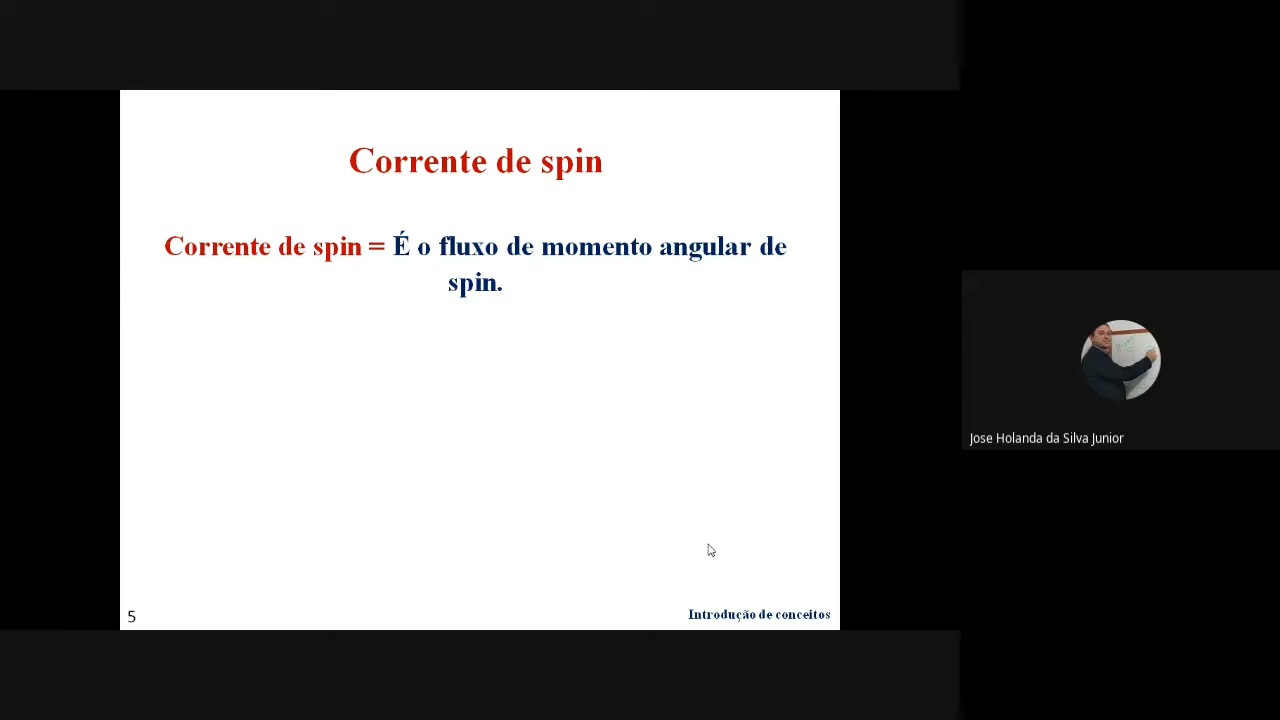 Corrente de spin
Corrente de spin = É o fluxo de momento angular de
spin.
Jose Holanda da Silva Junior
5
Introdução de conceitos